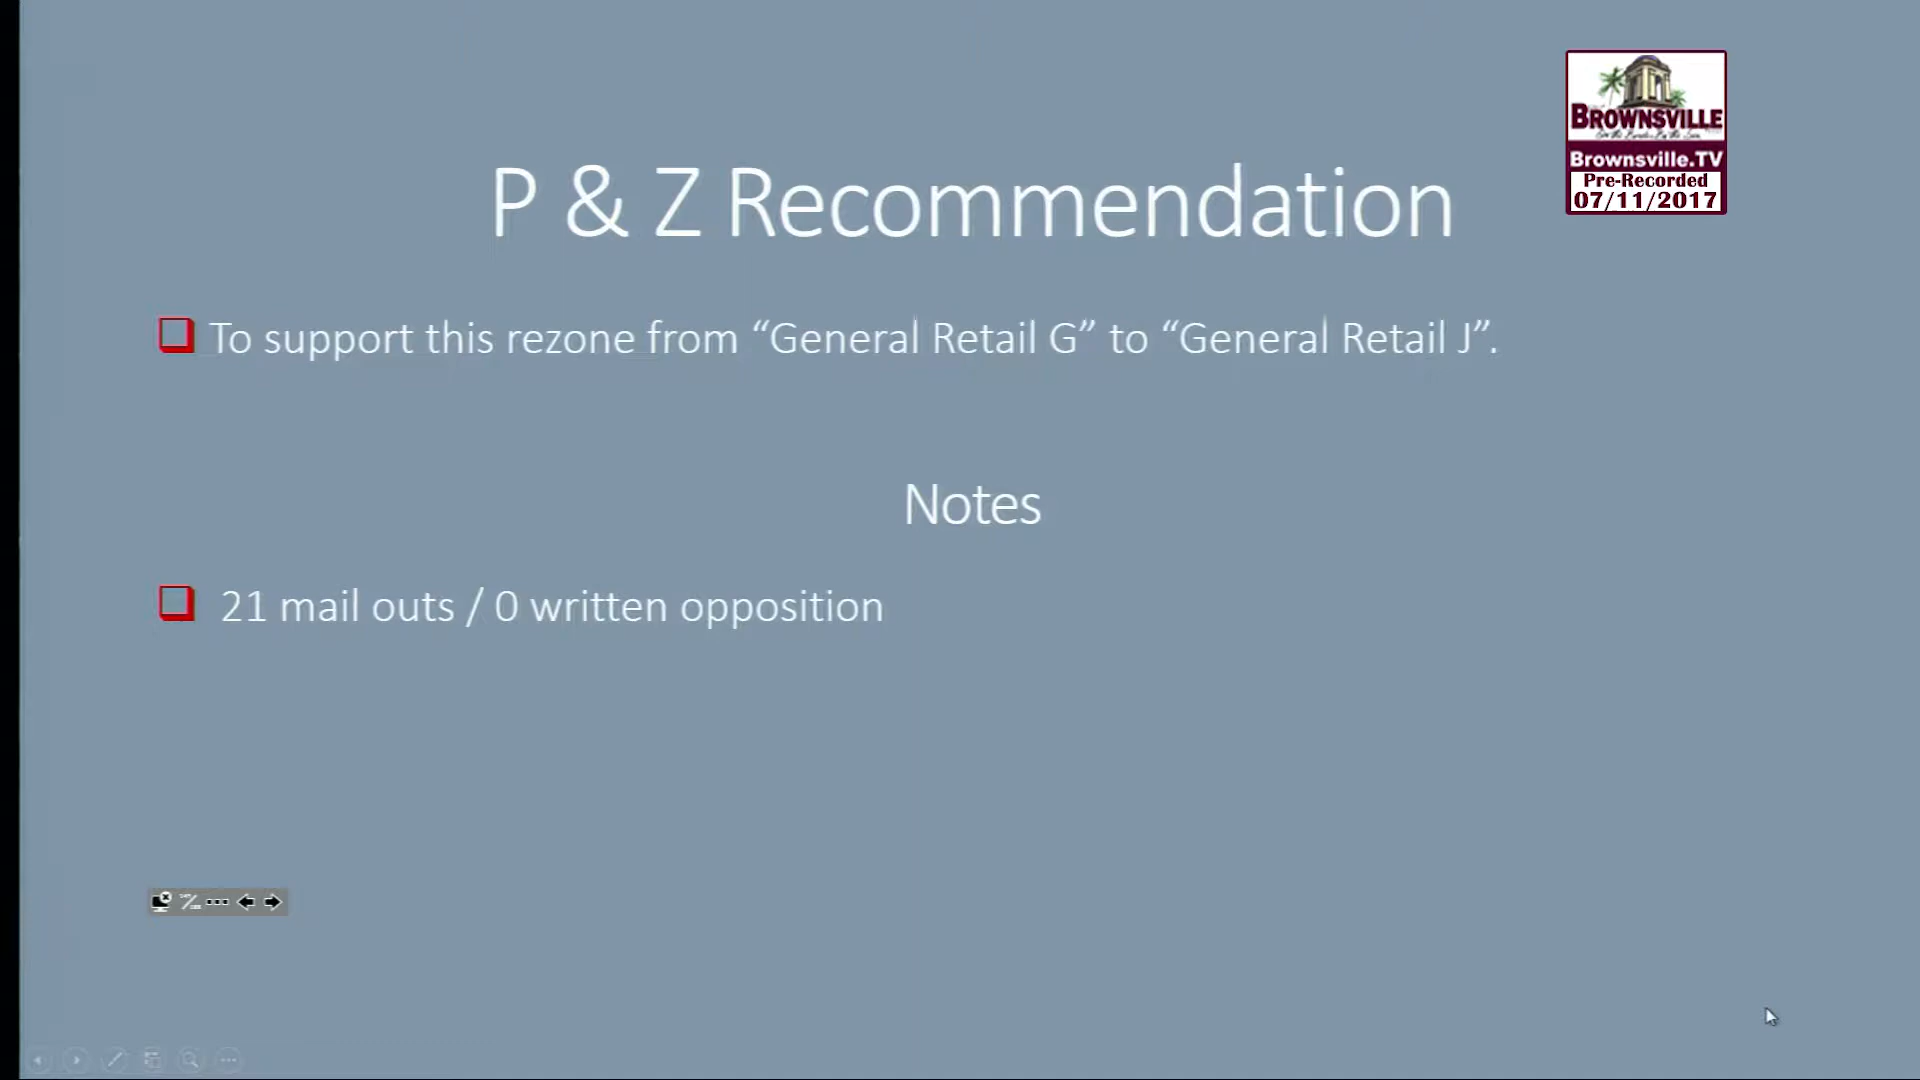 BROWNSVILLE
Brownsville.TV
Pre-Recorded
07/11/2017
P & Z Recommendation
To support this rezone from “General Retail G” to “General Retail J”.
Notes
21 mail outs / 0 written opposition